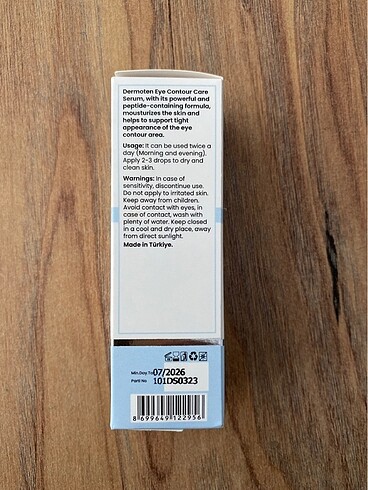 Dermoten Eye Contour Care
Serum, with its powerful and
peptide-containing formula,
mousturizes the skin and
helps to support tight
appearance of the eye
contour area.
Usage: It can be used twice a
day (Morning and evening).
Apply 2-3 drops to dry and
clean skin.
Warnings: In case of
sensitivity, discontinue use.
Do not apply to irritated skin.
Keep away from children.
Avoid contact with eyes, in
case of contact, wash with
plenty of water. Keep closed
in a cool and dry place, away
from direct sunlight.
Made in Türkiye.
07/2026
Parti No 101DS0323
8 699649 122956